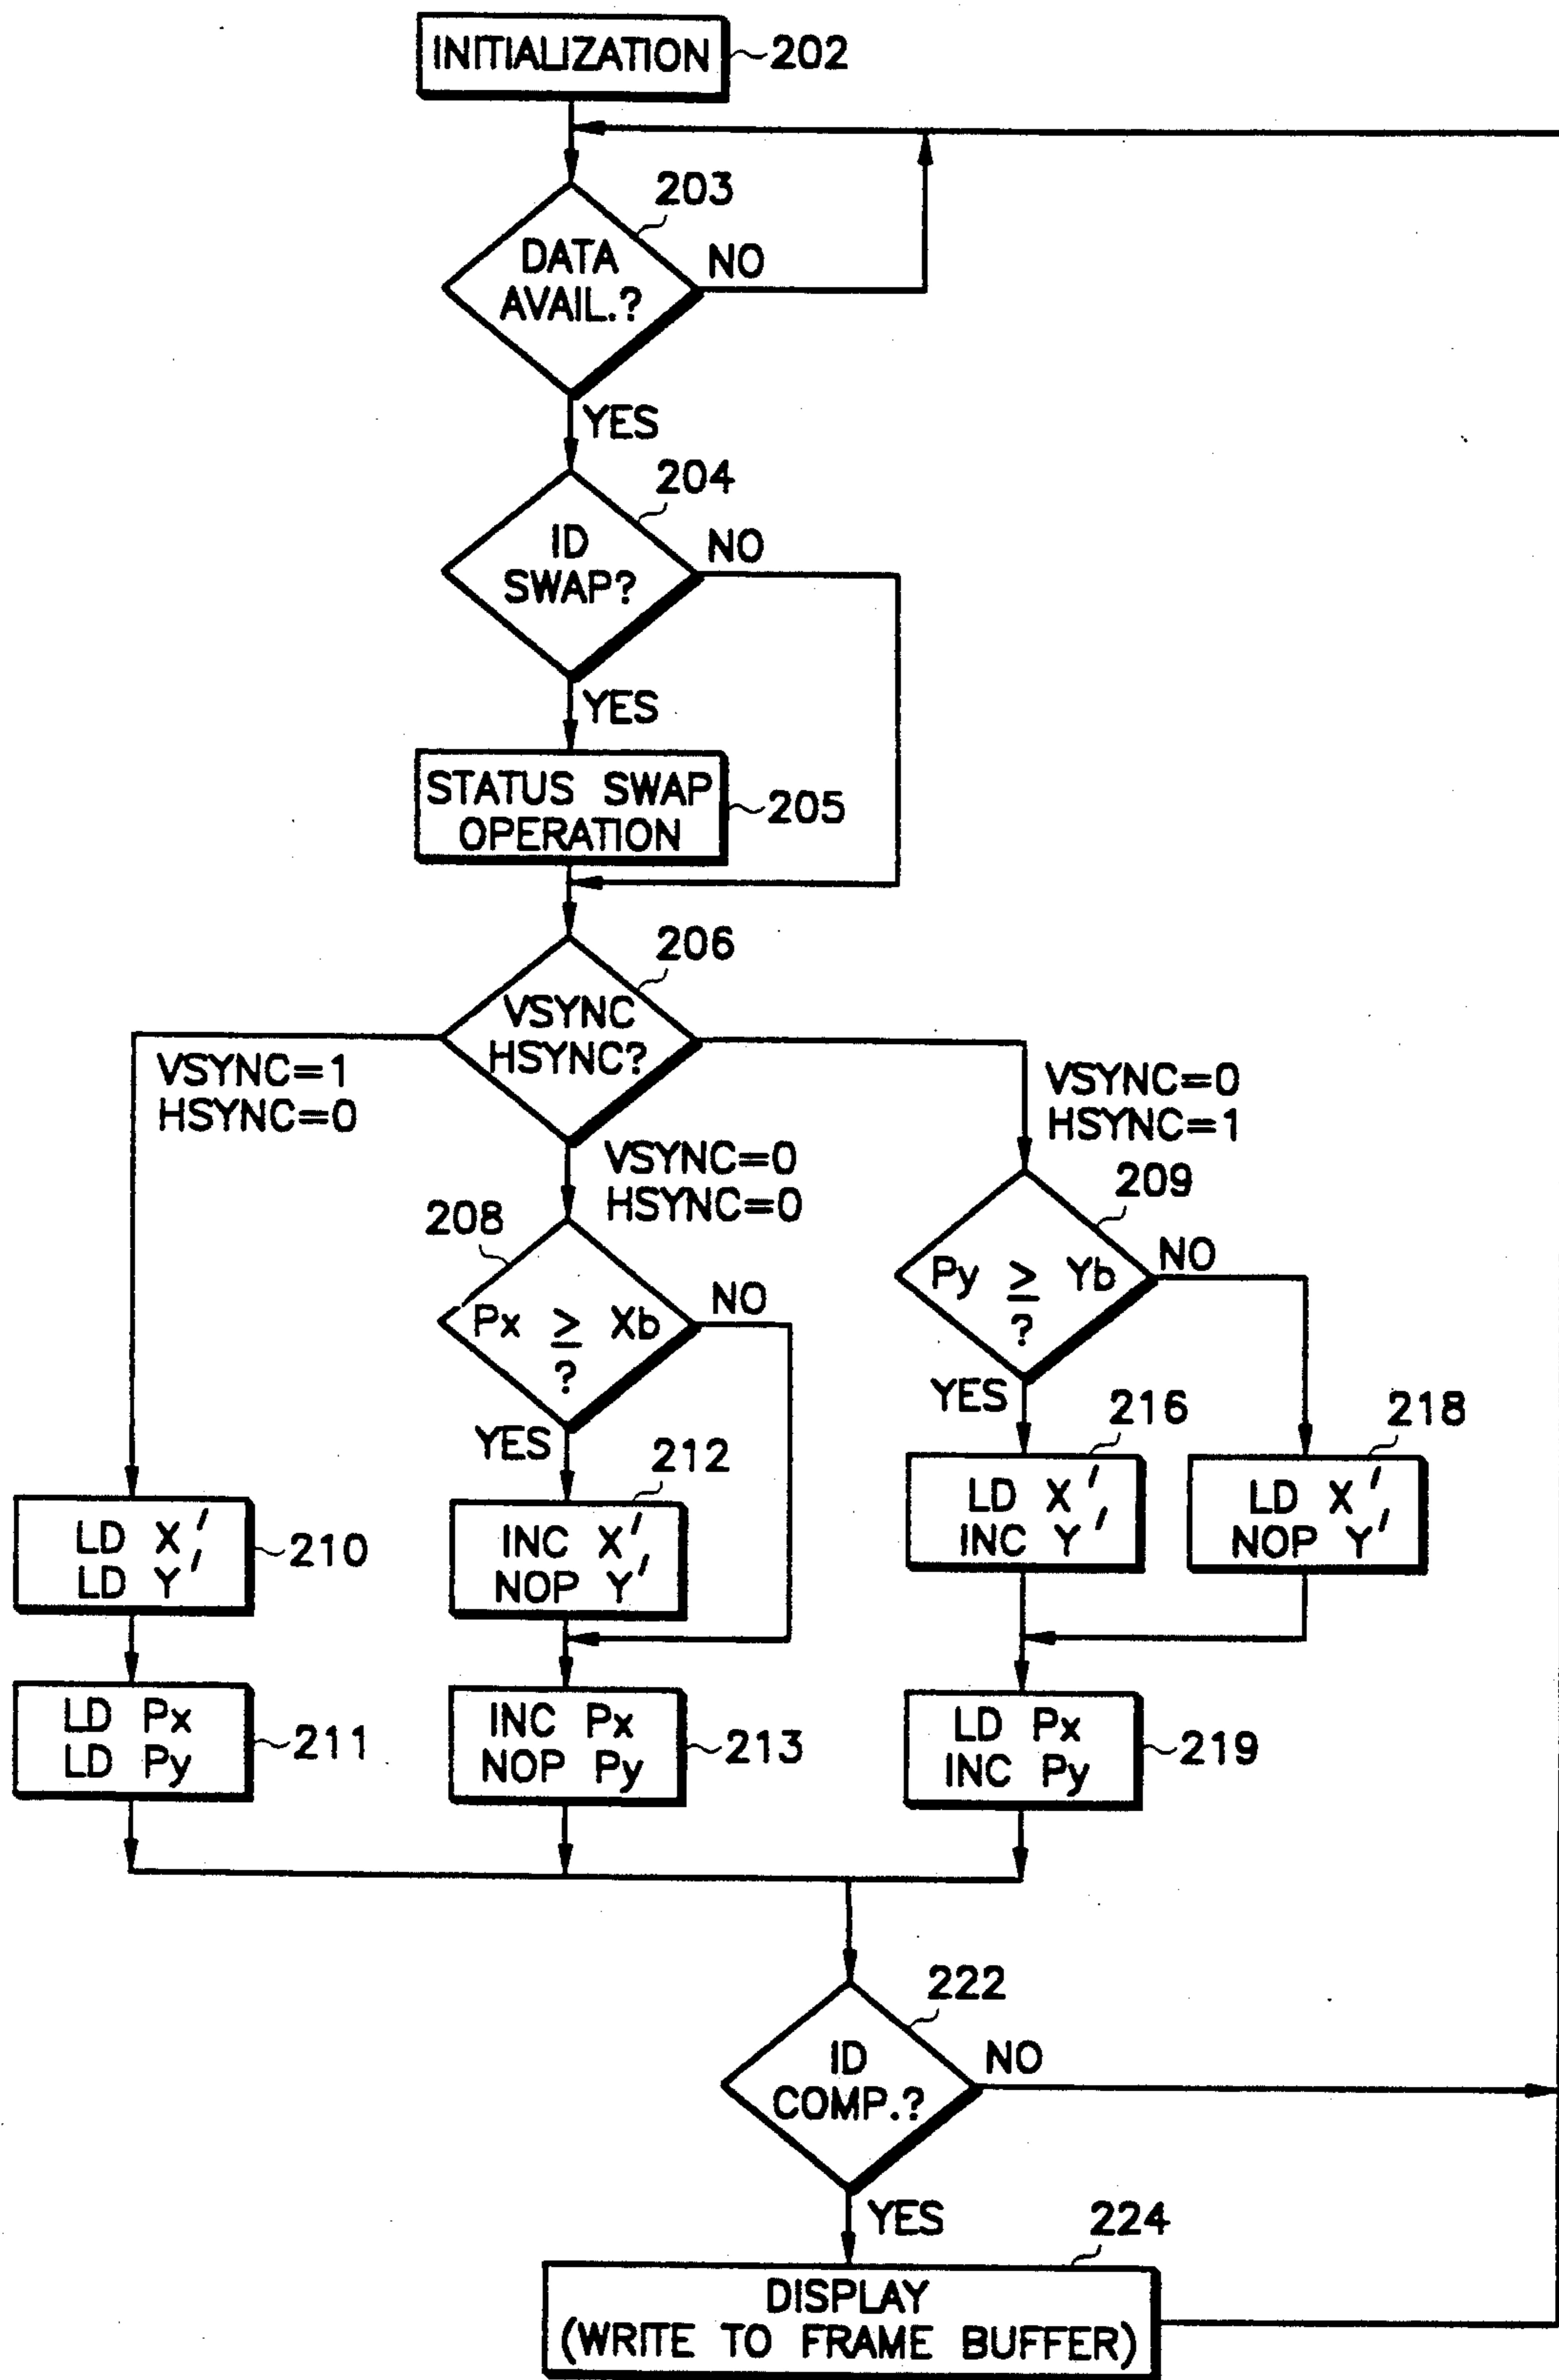 INITIALIZATION
202
203
DATA
AVAIL.?
NO
YES
204
ID
SWAP?
NO
YES
STATUS SWAP
OPERATION
205
206
VSYNC
HSYNC?
VSYNC=1
HSYNC=0
VSYNC=0
HSYNC=0
VSYNC=0
HSYNC=1
208
Px ≥ Xb
?
NO
YES
209
Py ≥ Yb
?
NO
YES
LD X'
LD Y'
210
212
INC X'
NOP Y'
216
LD X'
INC Y'
218
LD X'
NOP Y'
LD Px
LD Py
211
INC Px
NOP Py
213
LD Px
INC Py
219
222
ID
COMP.?
NO
YES
224
DISPLAY
(WRITE TO FRAME BUFFER)